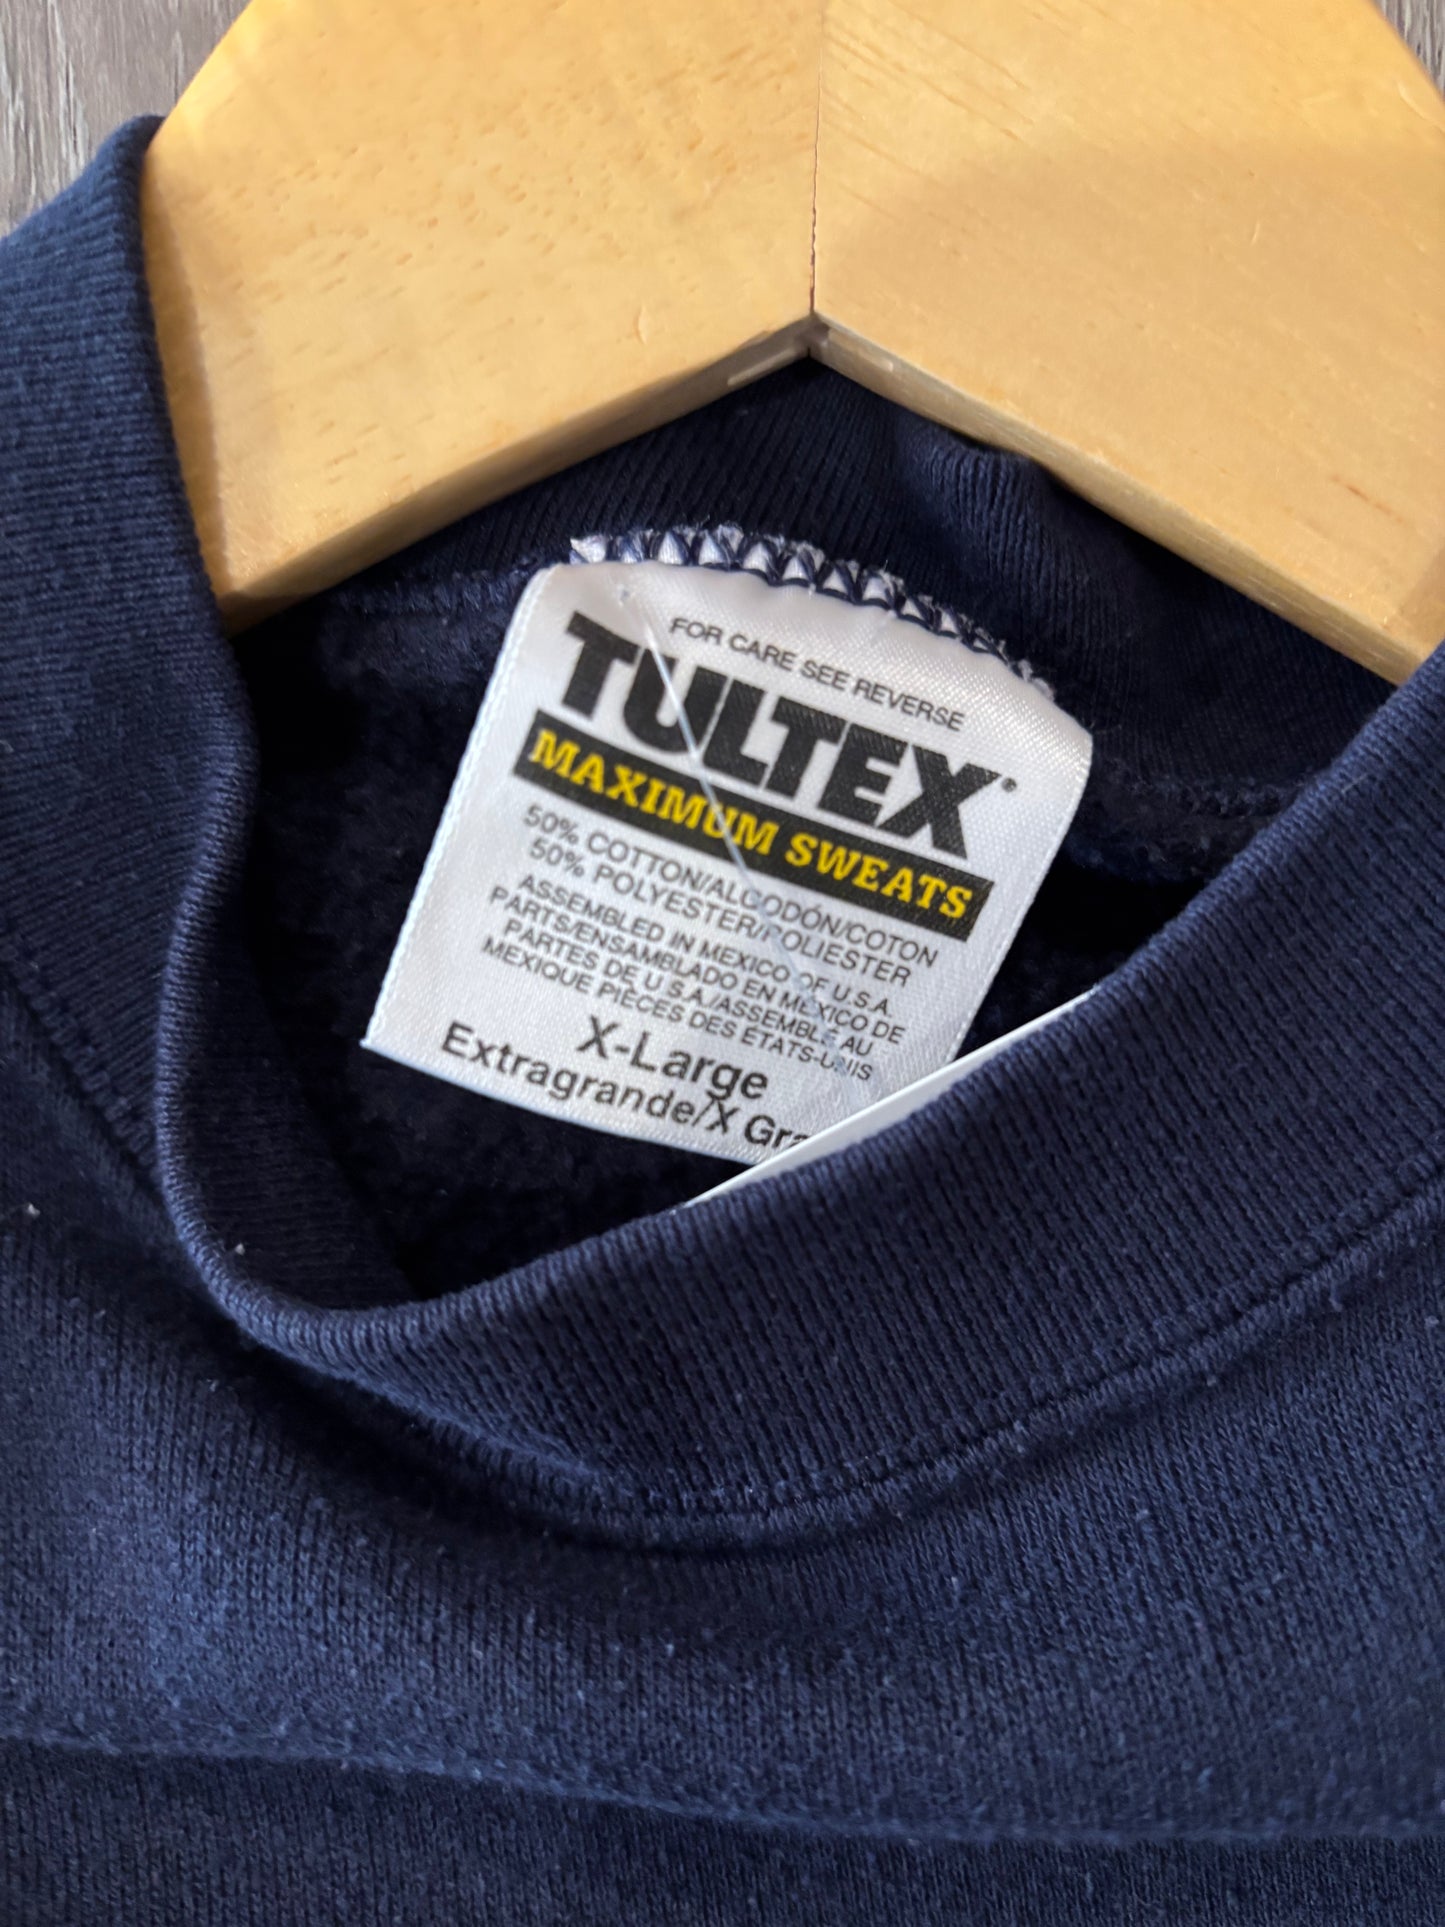 FOR CARE SEE REVERSE
TULTEX®
MAXIMUM SWEATS
50% COTTON/ALGODÓN/COTON
50% POLYESTER/POLIESTER
ASSEMBLED IN MEXICO OF U.S.A.
PARTS/ENSAMBLADO EN MEXICO DE
PARTES DE U.S.A./ASSEMBLÉ AU
MEXIQUE PIÈCES DES ÉTATS-UNIS
X-Large
Extragrande/X